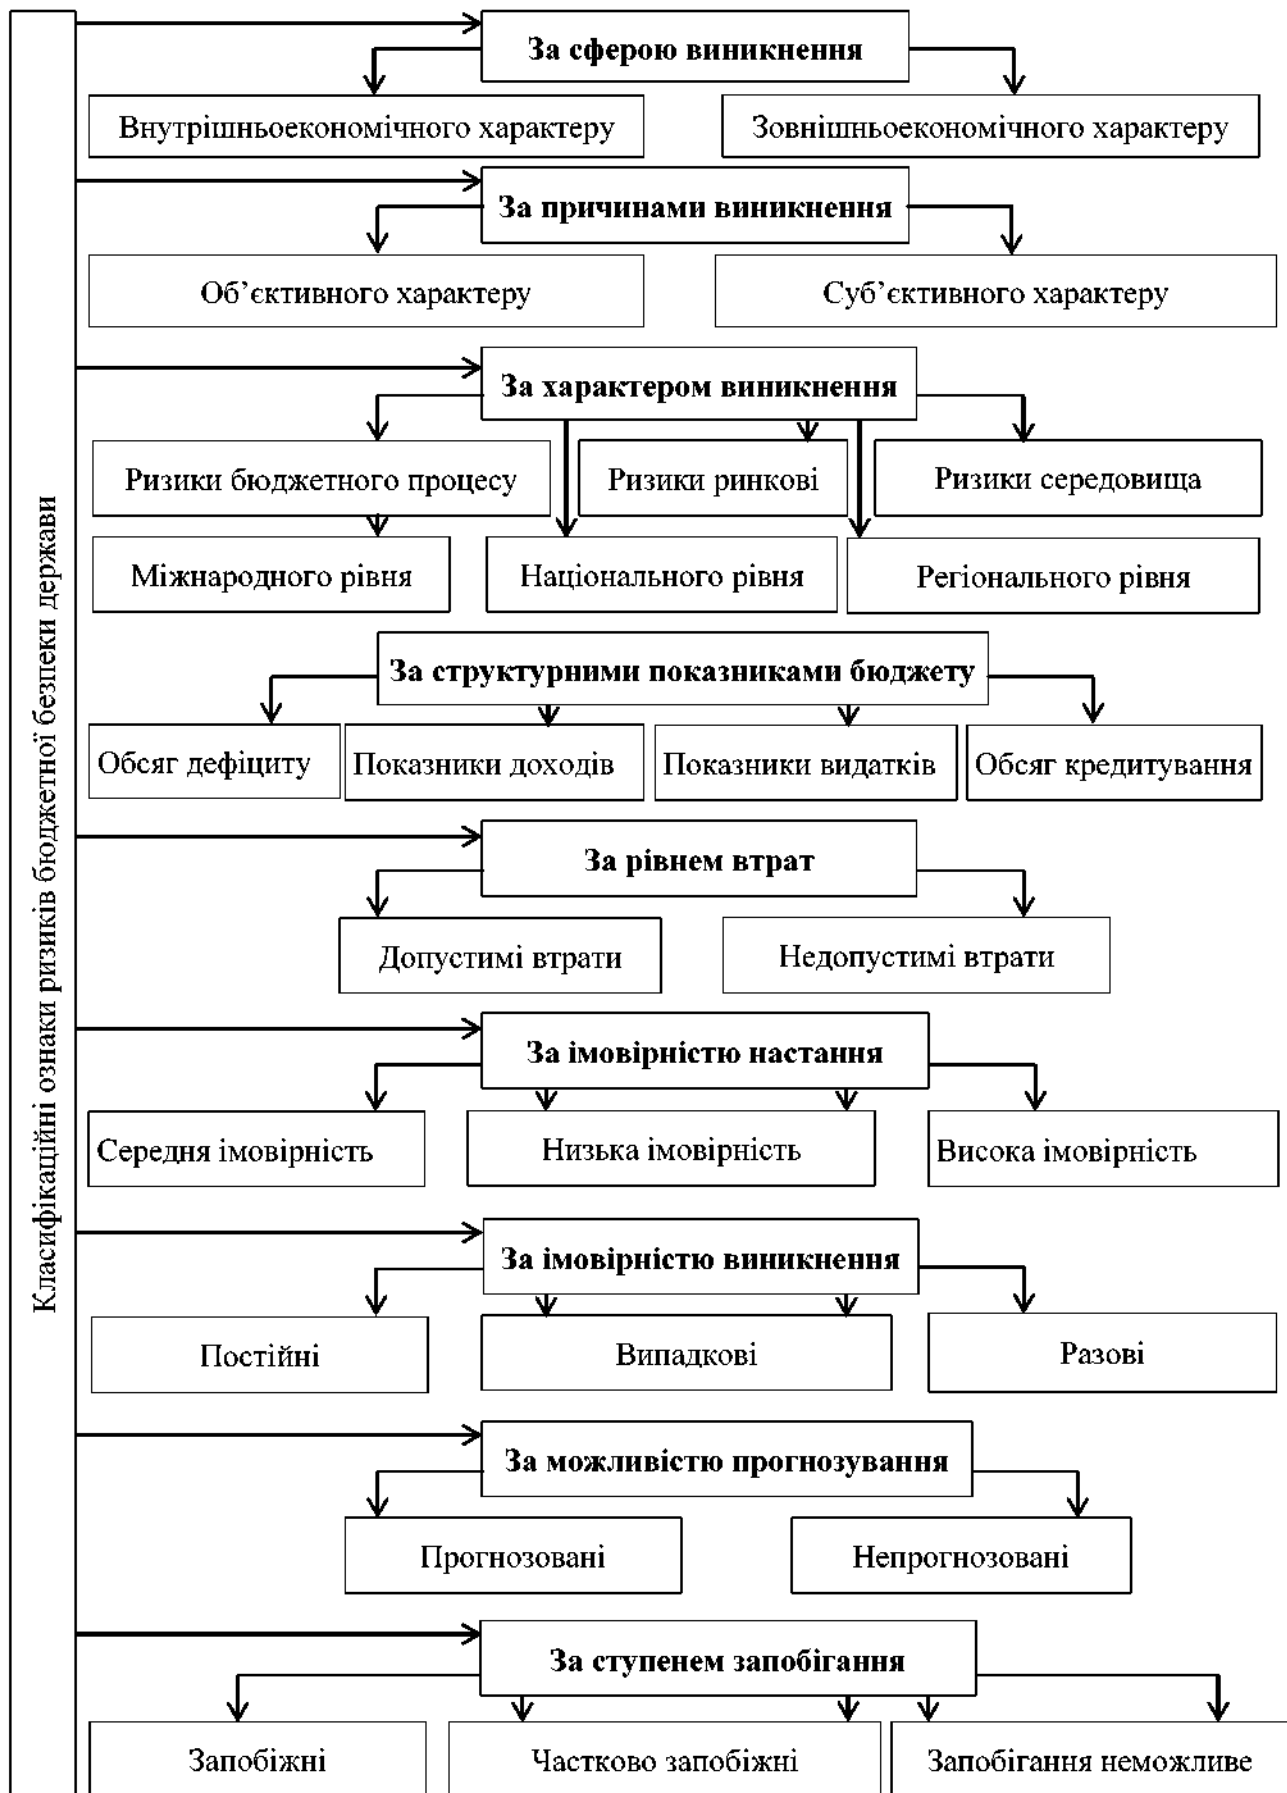 Класифікаційні ознаки ризиків бюджетної безпеки держави
За сферою виникнення
Внутрішньоекономічного характеру
Зовнішньоекономічного характеру
За причинами виникнення
Об’єктивного характеру
Суб’єктивного характеру
За характером виникнення
Ризики бюджетного процесу
Ризики ринкові
Ризики середовища
Міжнародного рівня
Національного рівня
Регіонального рівня
За структурними показниками бюджету
Обсяг дефіциту
Показники доходів
Показники видатків
Обсяг кредитування
За рівнем втрат
Допустимі втрати
Недопустимі втрати
За імовірністю настання
Середня імовірність
Низька імовірність
Висока імовірність
За імовірністю виникнення
Постійні
Випадкові
Разові
За можливістю прогнозування
Прогнозовані
Непрогнозовані
За ступенем запобігання
Запобіжні
Частково запобіжні
Запобігання неможливе